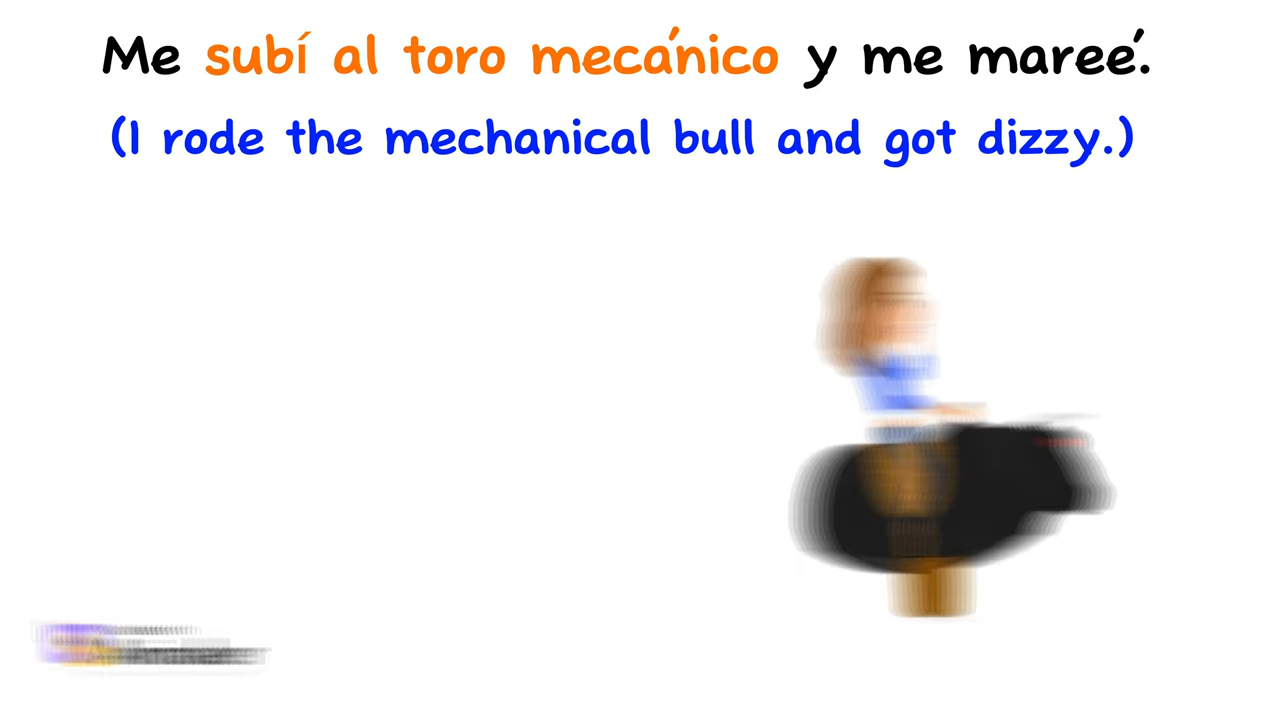 Me subí al toro mecánico y me mareé.
(I rode the mechanical bull and got dizzy.)